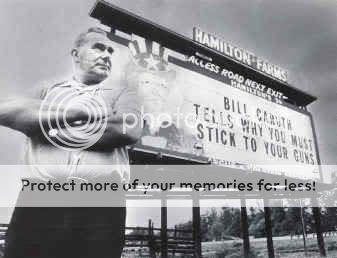 HAMILTON FARMS
ACCESS ROAD NEXT EXIT
BILL CARUTH
TELLS WHY YOU MUST
STICK TO YOUR GUNS
photobucket
Protect more of your memories for less!